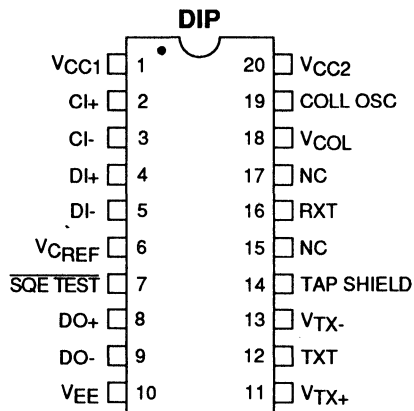 DIP
VCC1 1 20 VCC2
CI+ 2 19 COLL OSC
CI- 3 18 VCOL
DI+ 4 17 NC
DI- 5 16 RXT
VCREF 6 15 NC
SQE TEST 7 14 TAP SHIELD
DO+ 8 13 VTX-
DO- 9 12 TXT
VEE 10 11 VTX+